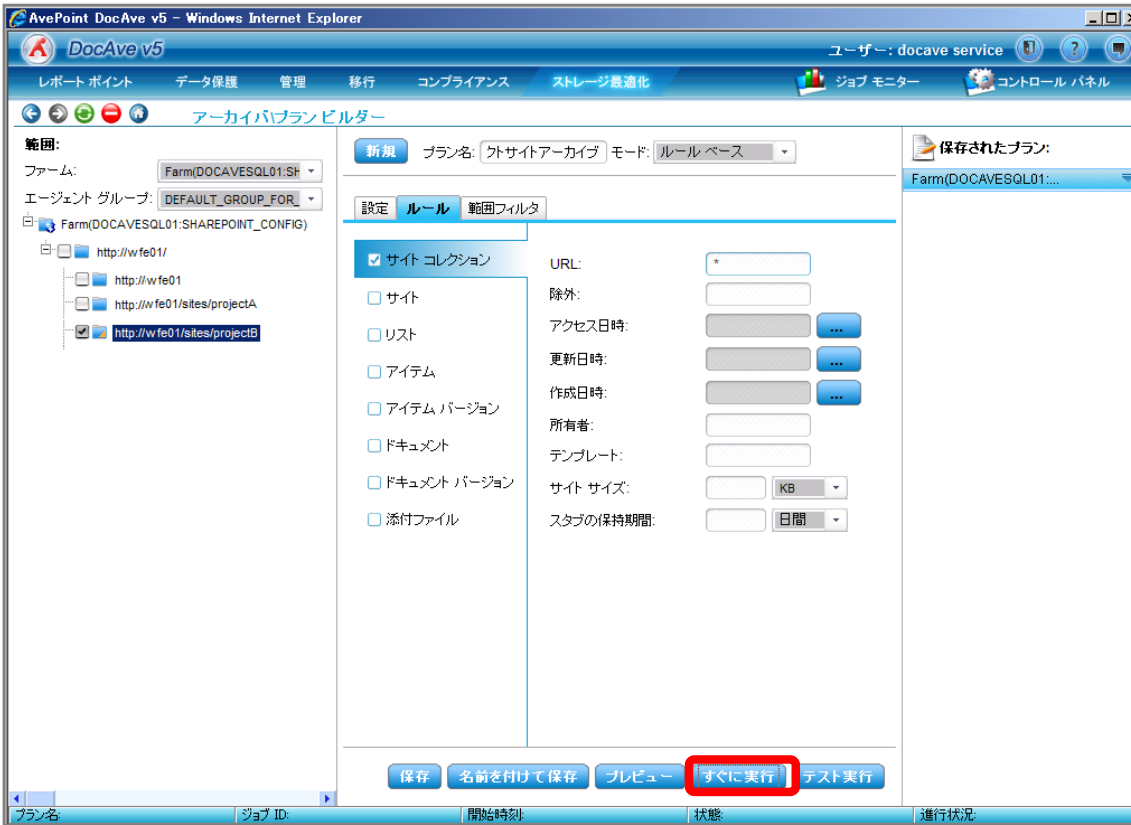 AvePoint DocAve v5 - Windows Internet Explorer
DocAve v5
ユーザー: docave service
レポート ポイント データ保護 管理 移行 コンプライアンス ストレージ最適化 ジョブ モニター コントロール パネル
アーカイバ\プラン ビルダー
範囲:
ファーム: Farm(DOCAVESQL01:SH
エージェント グループ: DEFAULT_GROUP_FOR_
Farm(DOCAVESQL01:SHAREPOINT_CONFIG)
http://wfe01/
http://wfe01
http://wfe01/sites/projectA
http://wfe01/sites/projectB
新規 プラン名: クトサイトアーカイブ モード: ルール ベース
設定 ルール 範囲フィルタ
サイト コレクション
サイト
リスト
アイテム
アイテム バージョン
ドキュメント
ドキュメント バージョン
添付ファイル
URL: *
除外:
アクセス日時: ...
更新日時: ...
作成日時: ...
所有者:
テンプレート:
サイト サイズ: KB
スタブの保持期間: 日間
保存 名前を付けて保存 プレビュー すぐに実行 テスト実行
保存されたプラン:
Farm(DOCAVESQL01:...
プラン名: ジョブ ID: 開始時刻: 状態: 進行状況: